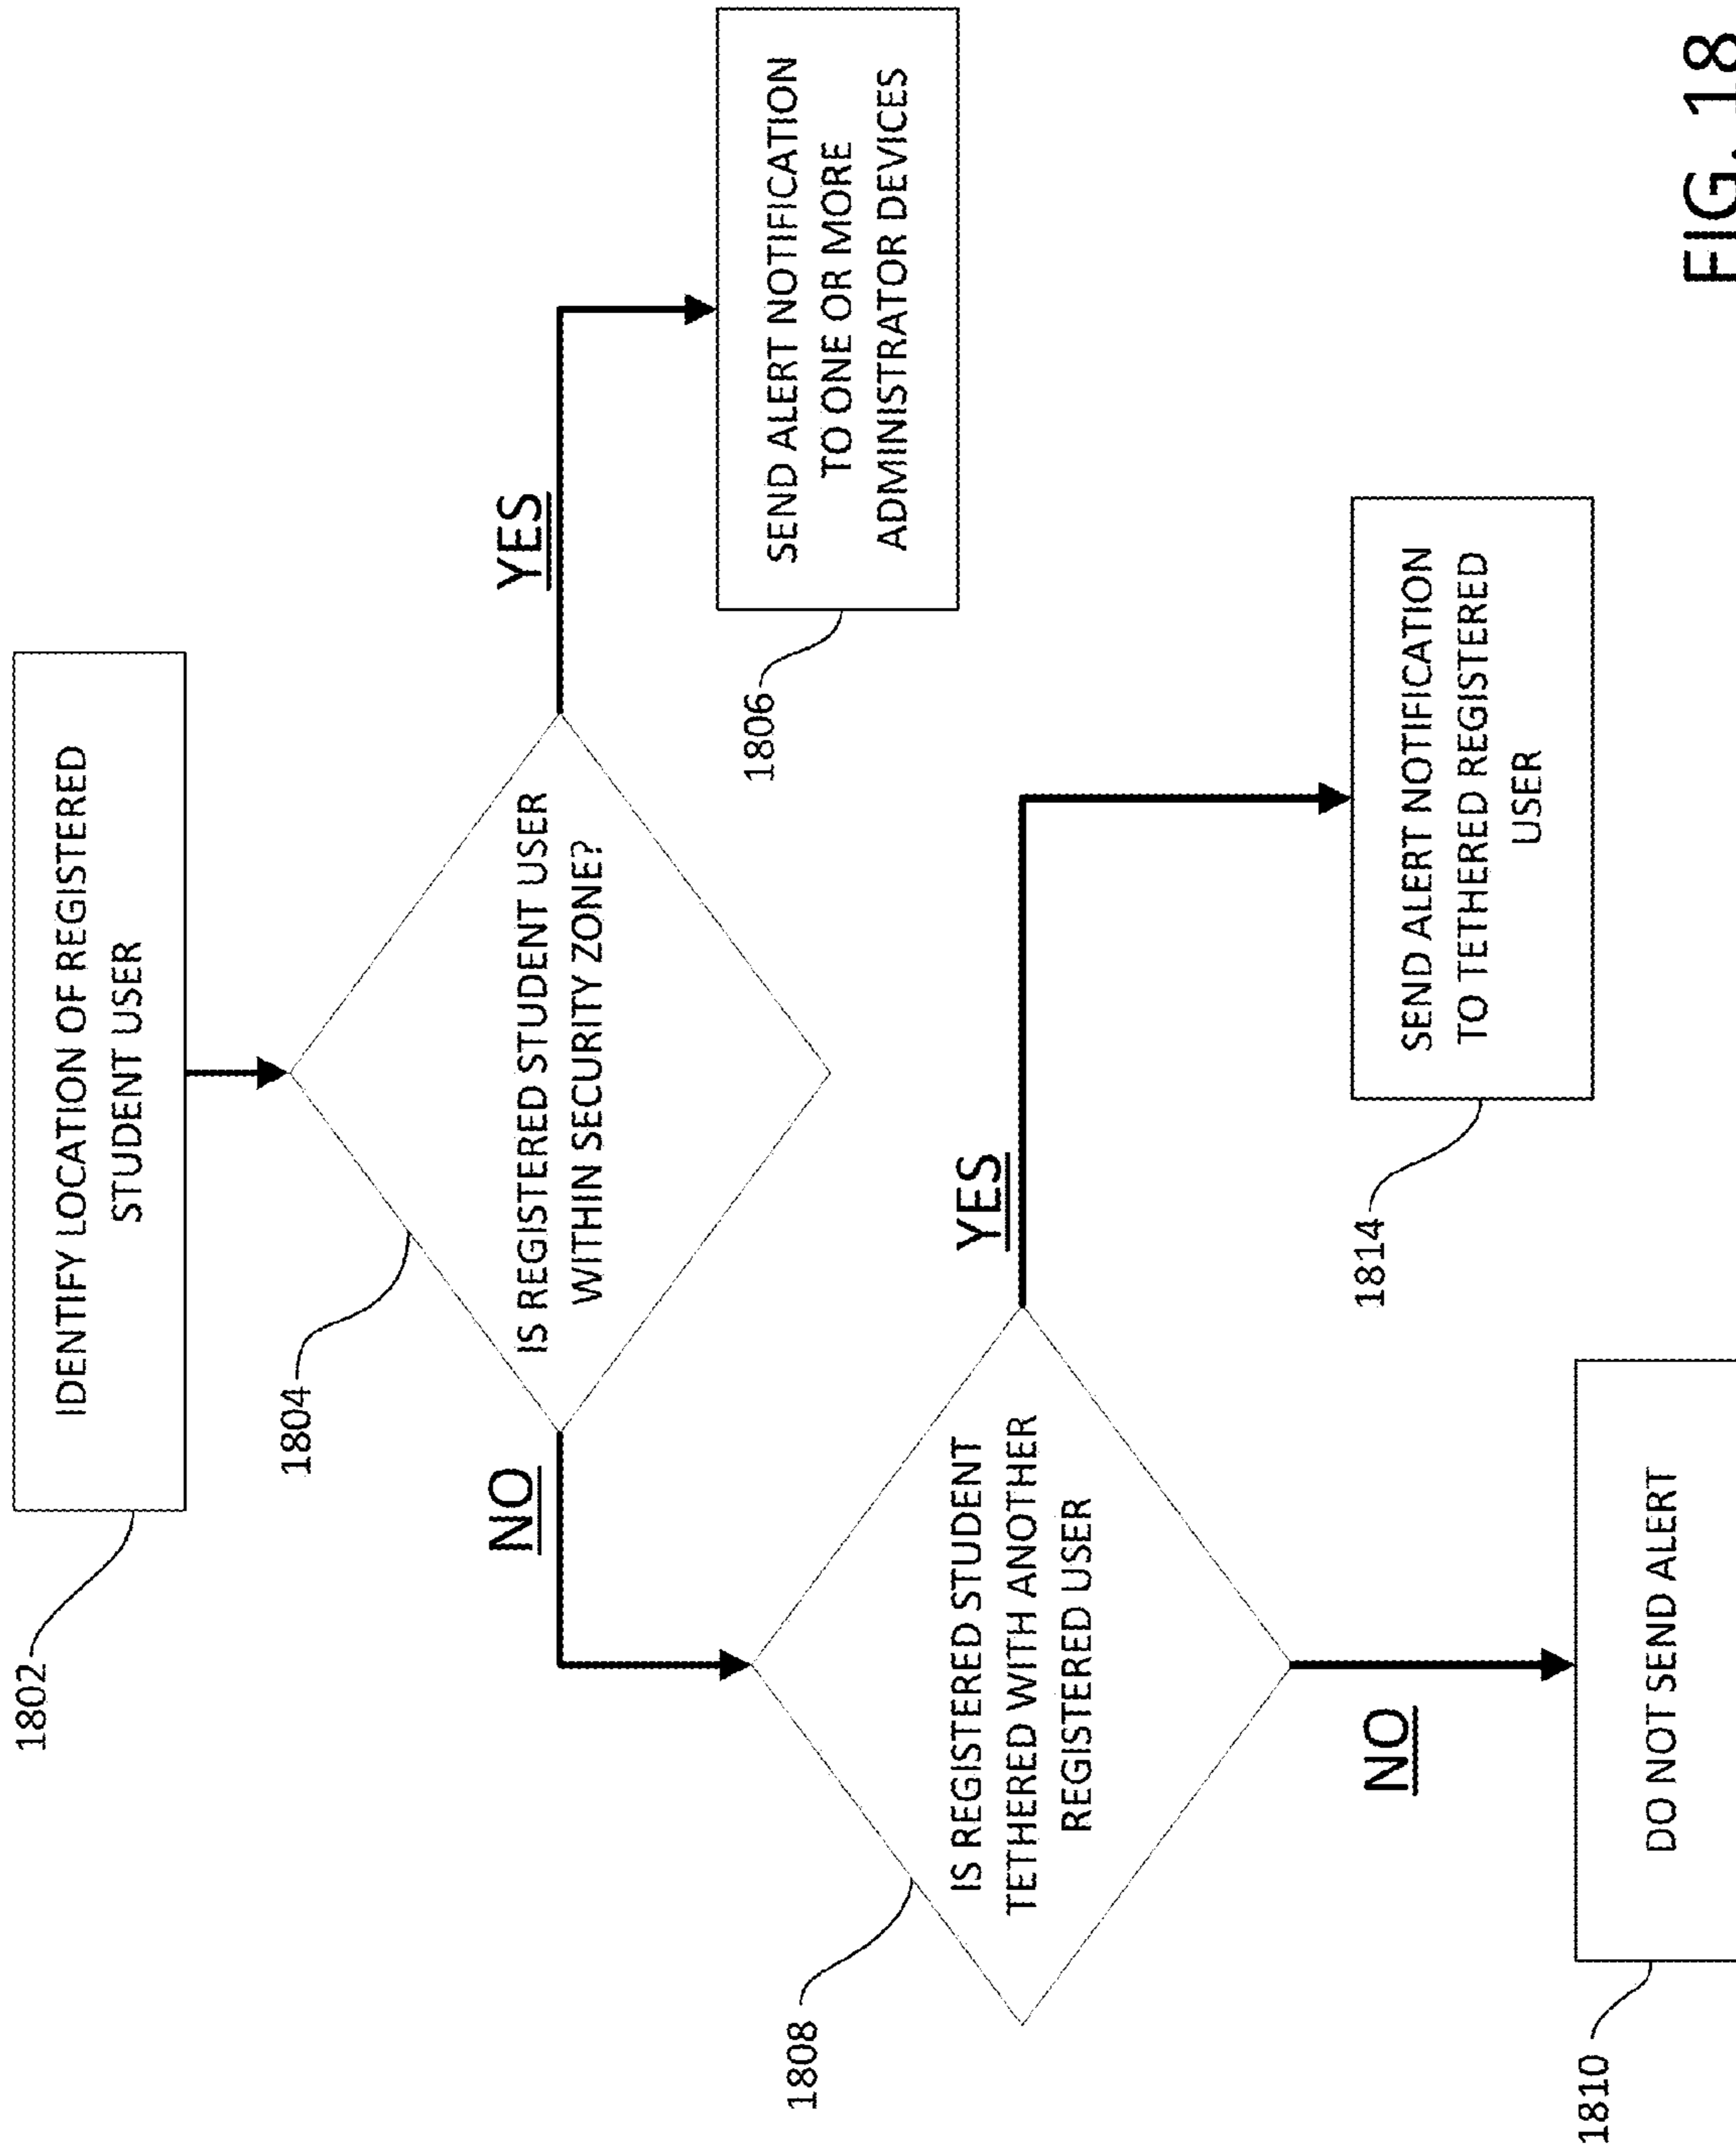 1802
IDENTIFY LOCATION OF REGISTERED
STUDENT USER
1804
IS REGISTERED STUDENT USER
WITHIN SECURITY ZONE?
NO
YES
1806
SEND ALERT NOTIFICATION
TO ONE OR MORE
ADMINISTRATOR DEVICES
1808
IS REGISTERED STUDENT
TETHERED WITH ANOTHER
REGISTERED USER
YES
NO
1814
SEND ALERT NOTIFICATION
TO TETHERED REGISTERED
USER
1810
DO NOT SEND ALERT
FIG. 18